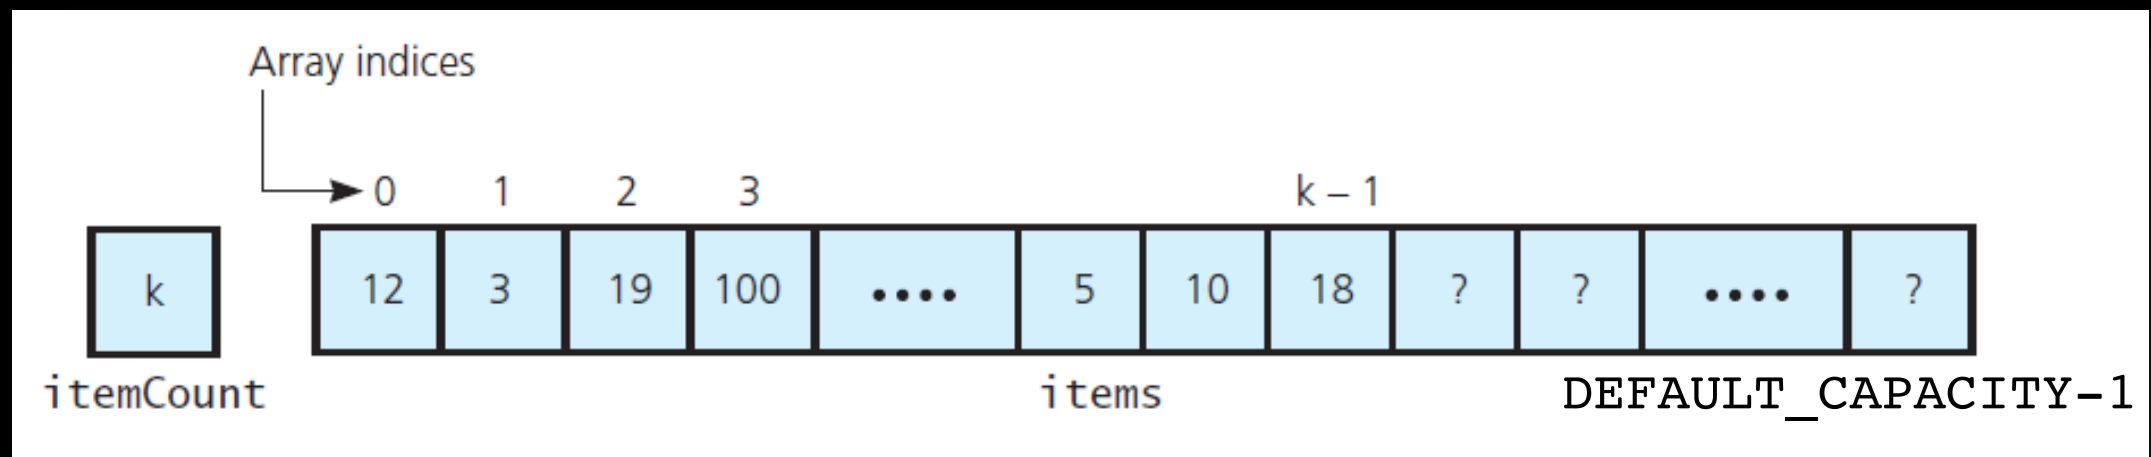 Array indices
0 1 2 3 k – 1
k 12 3 19 100 •••• 5 10 18 ? ? •••• ?
itemCount items DEFAULT_CAPACITY-1